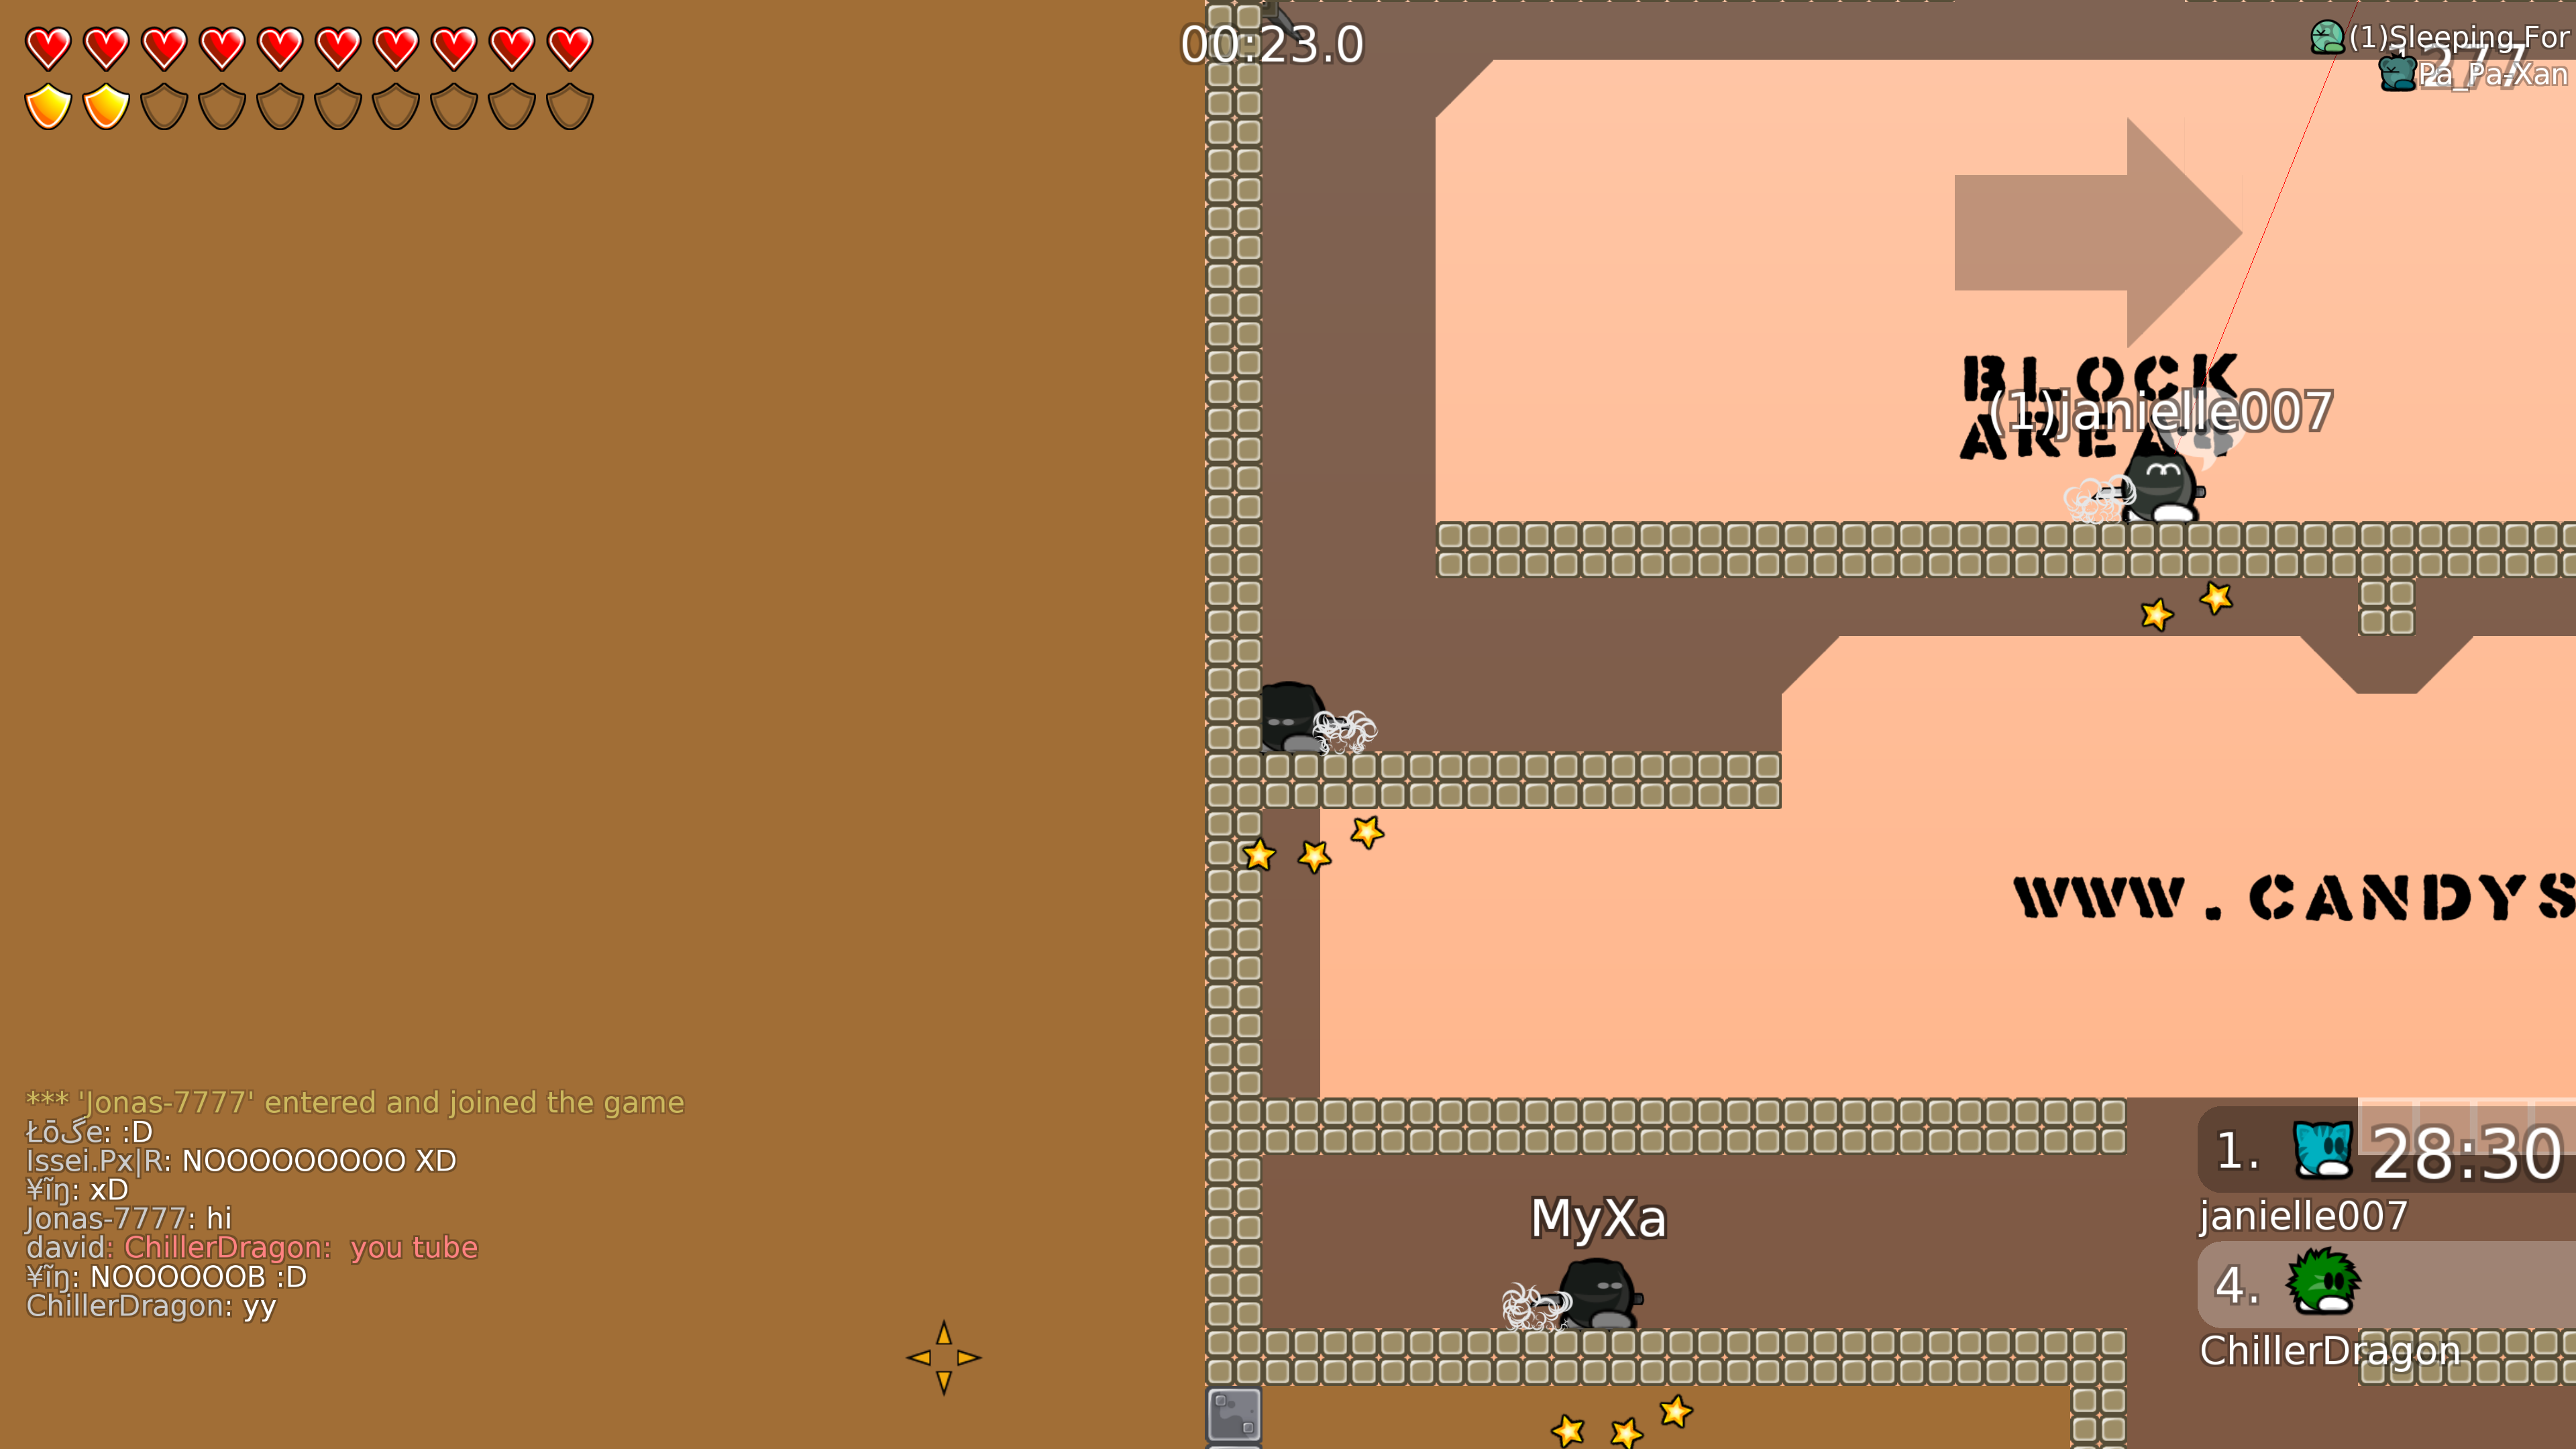 00:23.0
(1)Sleeping For
277
Pa_Pa-Xan
BLOCK
(1)janielle007
AREA
WWW.CANDYS
*** 'Jonas-7777' entered and joined the game
Łōگe: :D
Issei.Px|R: NOOOOOOOOO XD
¥ĩŋ: xD
Jonas-7777: hi
david: ChillerDragon: you tube
¥ĩŋ: NOOOOOOB :D
ChillerDragon: yy
MyXa
1. 28:30
janielle007
4.
ChillerDragon